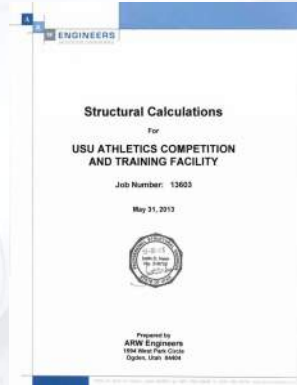 A R W
ENGINEERS
Structural Calculations
For
USU ATHLETICS COMPETITION
AND TRAINING FACILITY
Job Number: 13603
May 31, 2013
Prepared by
ARW Engineers
1594 West Park Circle
Ogden, Utah 84404